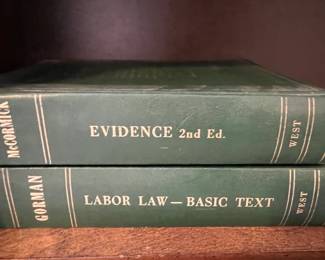 McCORMICK
EVIDENCE 2nd Ed.
WEST
GORMAN
LABOR LAW — BASIC TEXT
WEST